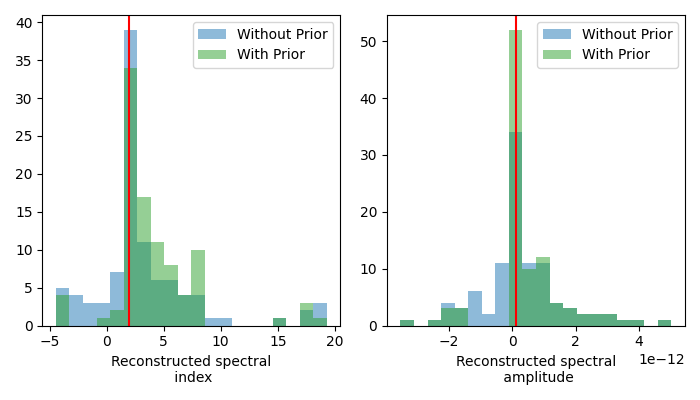 40
35
30
25
20
15
10
5
0
−5
0
5
10
15
20
Without Prior
With Prior
Reconstructed spectral
index
50
40
30
20
10
0
−2
0
2
4
1e−12
Without Prior
With Prior
Reconstructed spectral
amplitude